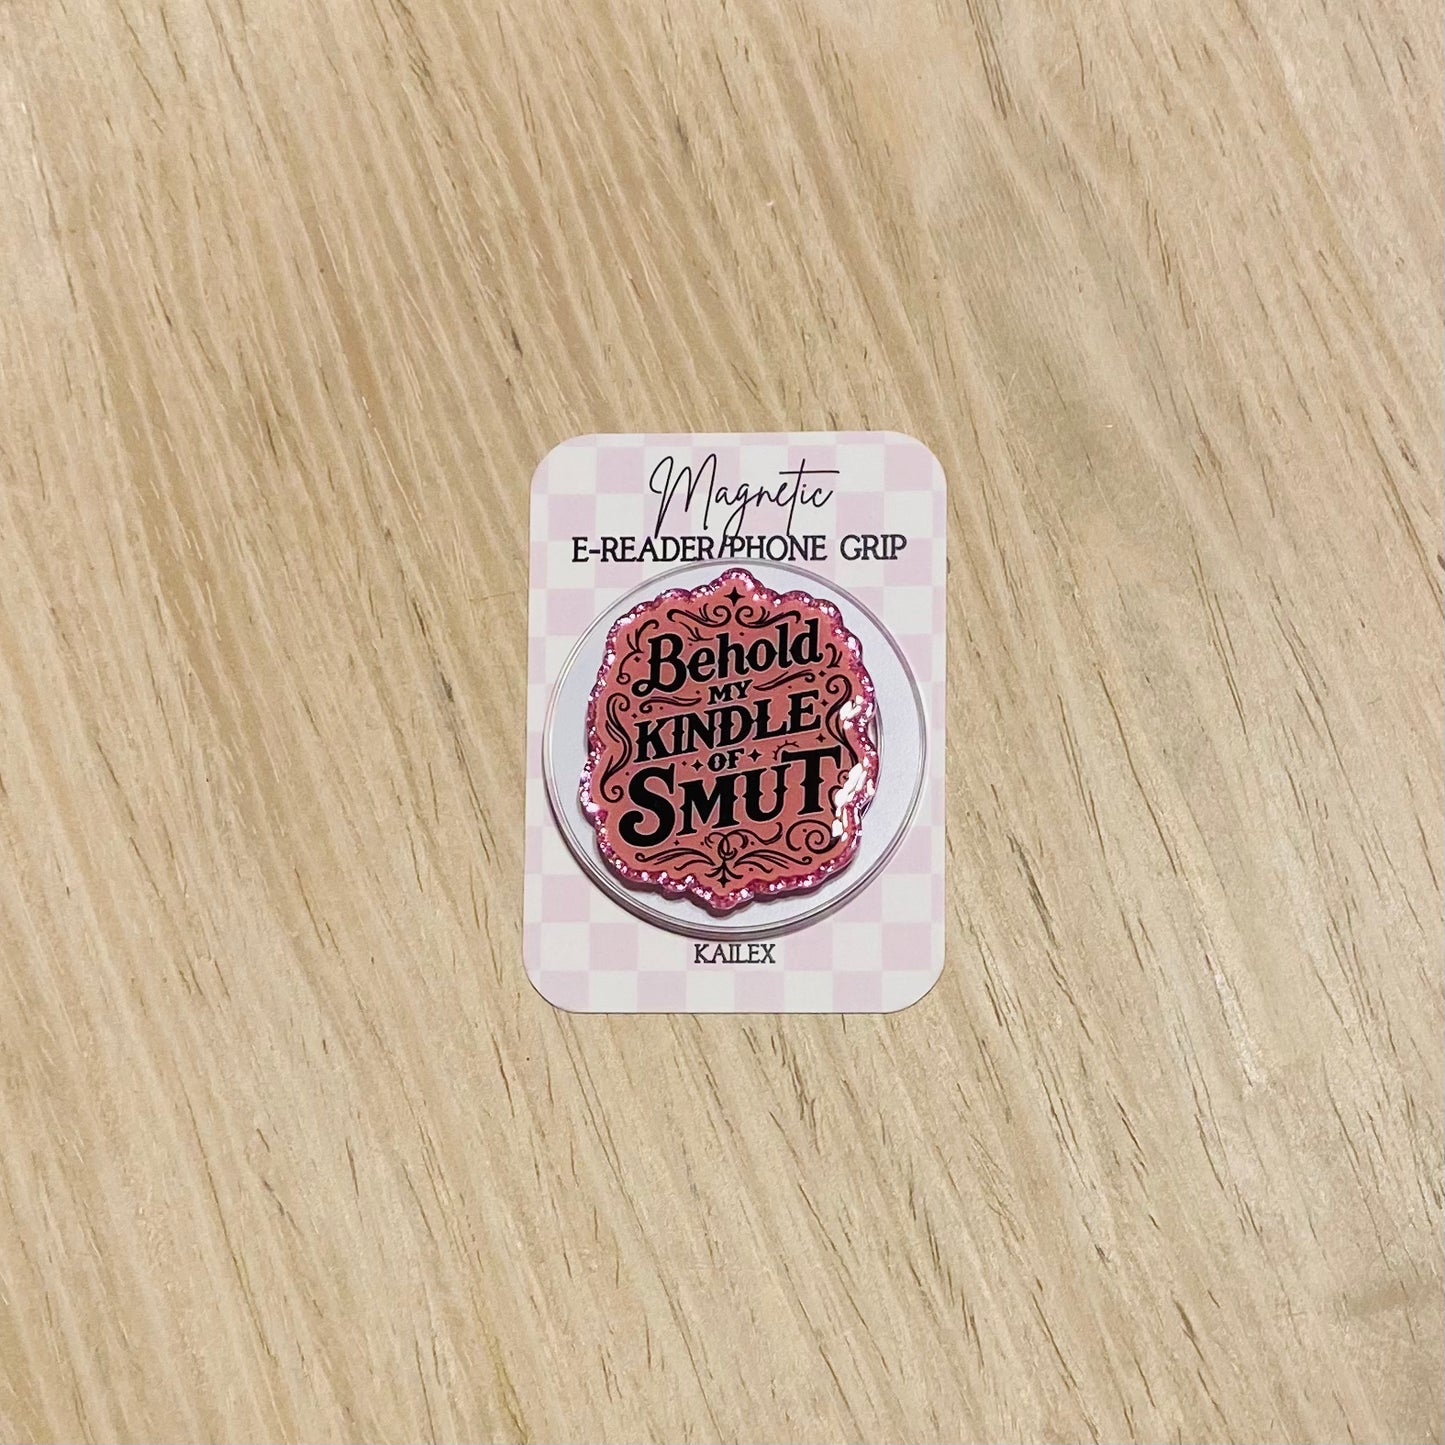 Magnetic
E-READER/PHONE GRIP
Behold
MY
KINDLE
OF
SMUT
KAILEX